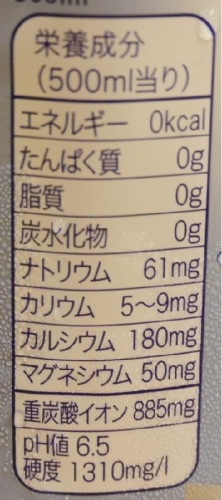 栄養成分
(500ml当り)
エネルギー 0kcal
たんぱく質 0g
脂質 0g
炭水化物 0g
ナトリウム 61mg
カリウム 5〜9mg
カルシウム 180mg
マグネシウム 50mg
重炭酸イオン 885mg
pH値 6.5
硬度 1310mg/l